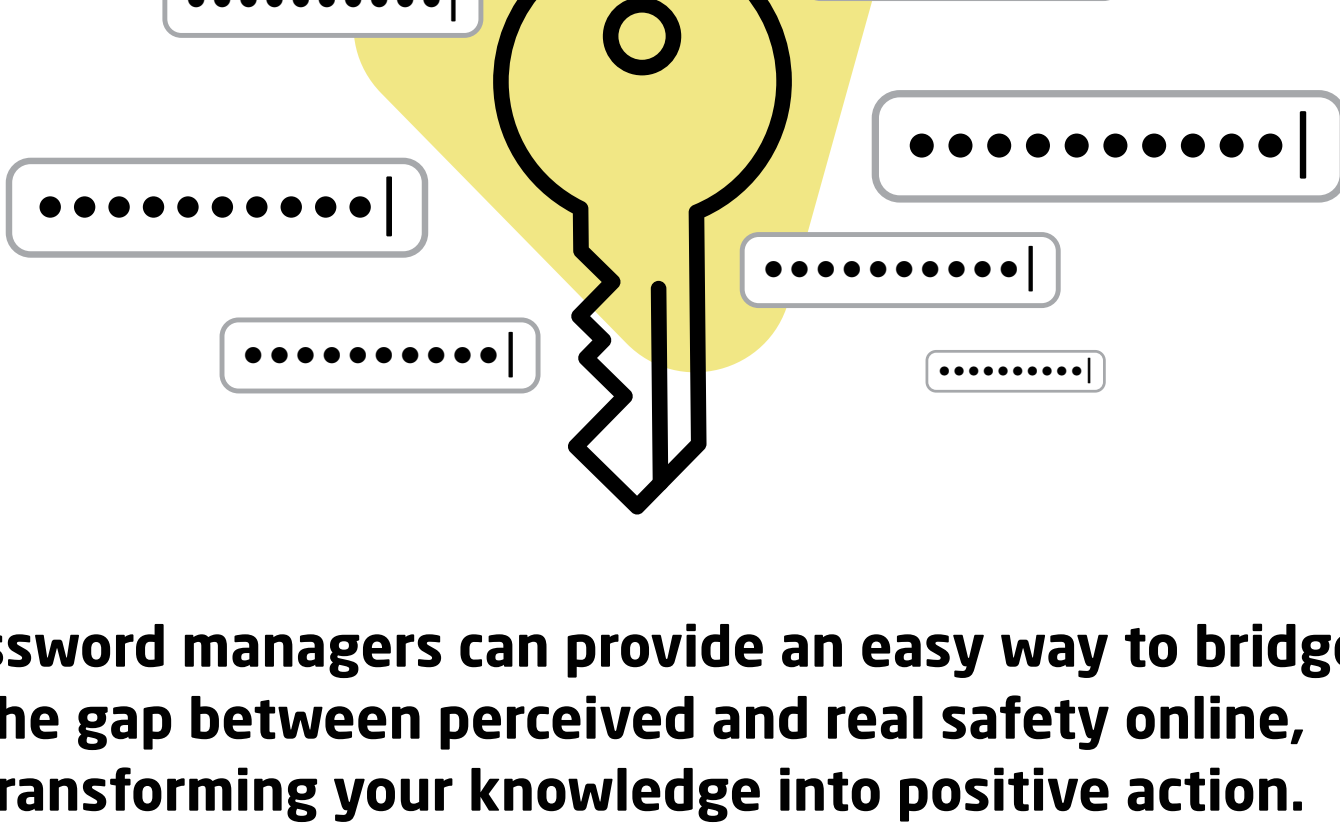 ssword managers can provide an easy way to bridge
he gap between perceived and real safety online,
ransforming your knowledge into positive action.